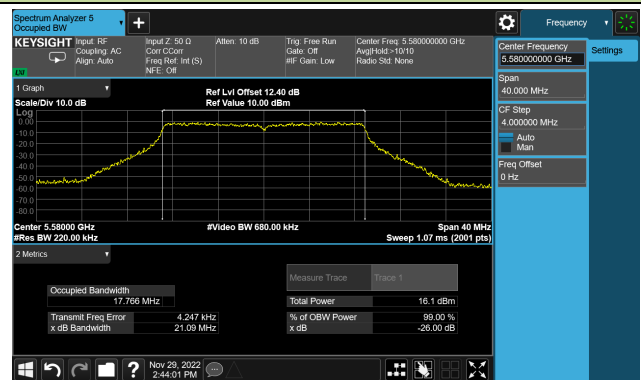 Spectrum Analyzer 5
Occupied BW
Frequency
KEYSIGHT
Input: RF
Coupling: AC
Align: Auto
Input Z: 50 Ω
Corr CCorr
Freq Ref: Int (S)
NFE: Off
Atten: 10 dB
Trig: Free Run
Gate: Off
#IF Gain: Low
Center Freq: 5.580000000 GHz
Avg|Hold:>10/10
Radio Std: None
LXI
Center Frequency
5.580000000 GHz
Settings
Span
40.000 MHz
CF Step
4.000000 MHz
Auto
Man
Freq Offset
0 Hz
1 Graph
Scale/Div 10.0 dB
Ref Lvl Offset 12.40 dB
Ref Value 10.00 dBm
Log
0.00
-10.0
-20.0
-30.0
-40.0
-50.0
-60.0
-70.0
-80.0
Center 5.58000 GHz
#Video BW 680.00 kHz
Span 40 MHz
#Res BW 220.00 kHz
Sweep 1.07 ms (2001 pts)
2 Metrics
Measure Trace
Trace 1
Occupied Bandwidth
17.766 MHz
Total Power
16.1 dBm
Transmit Freq Error
4.247 kHz
% of OBW Power
99.00 %
x dB Bandwidth
21.09 MHz
x dB
-26.00 dB
?
Nov 29, 2022
2:44:01 PM